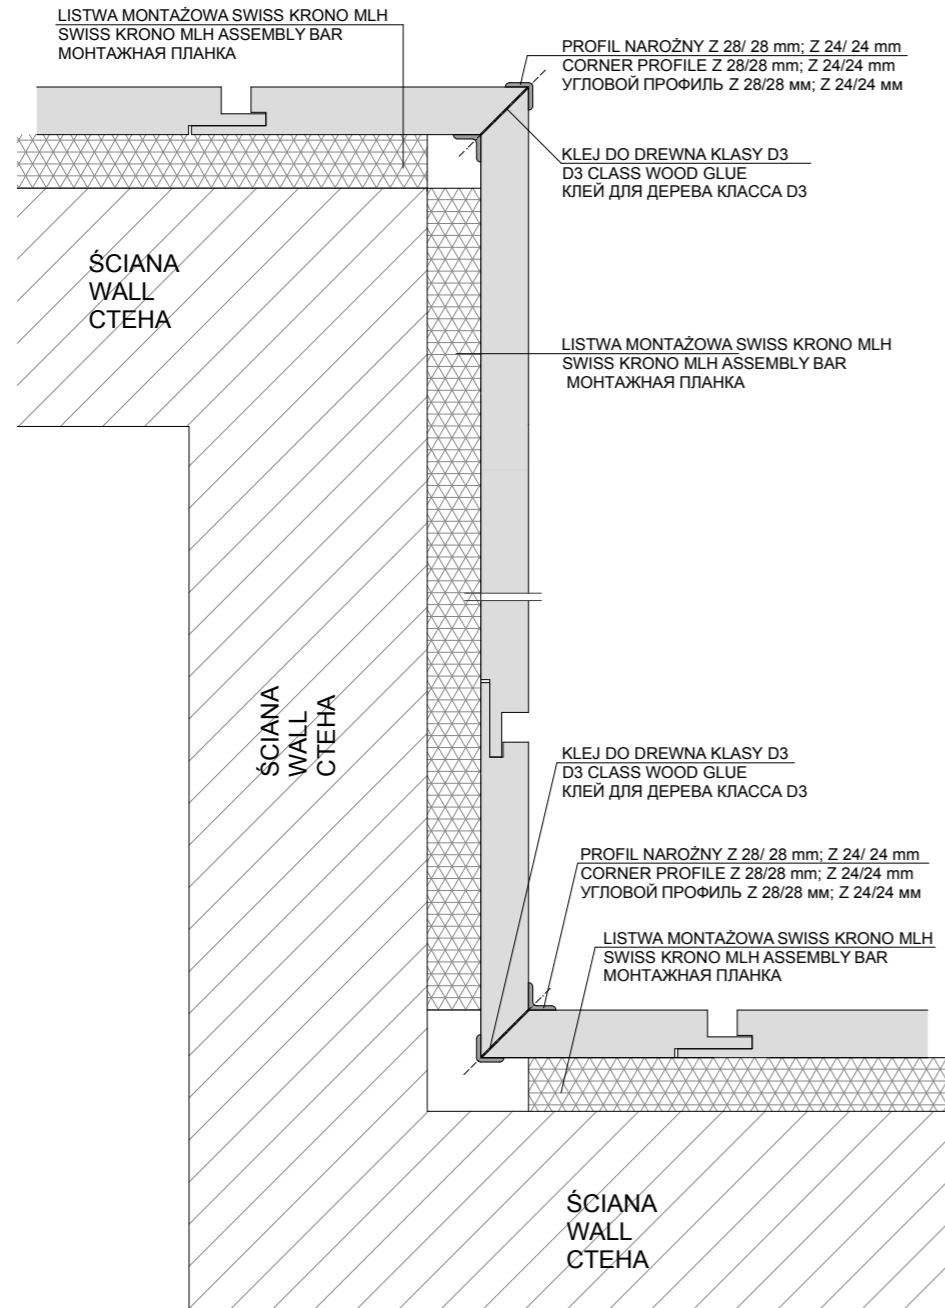 LISTWA MONTAŻOWA SWISS KRONO MLH
SWISS KRONO MLH ASSEMBLY BAR
МОНТАЖНАЯ ПЛАНКА
PROFIL NAROŻNY Z 28/ 28 mm; Z 24/ 24 mm
CORNER PROFILE Z 28/28 mm; Z 24/24 mm
УГЛОВОЙ ПРОФИЛЬ Z 28/28 мм; Z 24/24 мм
KLEJ DO DREWNA KLASY D3
D3 CLASS WOOD GLUE
КЛЕЙ ДЛЯ ДЕРЕВА КЛАССА D3
ŚCIANA
WALL
СТЕНА
LISTWA MONTAŻOWA SWISS KRONO MLH
SWISS KRONO MLH ASSEMBLY BAR
МОНТАЖНАЯ ПЛАНКА
ŚCIANA
WALL
СТЕНА
KLEJ DO DREWNA KLASY D3
D3 CLASS WOOD GLUE
КЛЕЙ ДЛЯ ДЕРЕВА КЛАССА D3
PROFIL NAROŻNY Z 28/ 28 mm; Z 24/ 24 mm
CORNER PROFILE Z 28/28 mm; Z 24/24 mm
УГЛОВОЙ ПРОФИЛЬ Z 28/28 мм; Z 24/24 мм
LISTWA MONTAŻOWA SWISS KRONO MLH
SWISS KRONO MLH ASSEMBLY BAR
МОНТАЖНАЯ ПЛАНКА
ŚCIANA
WALL
СТЕНА